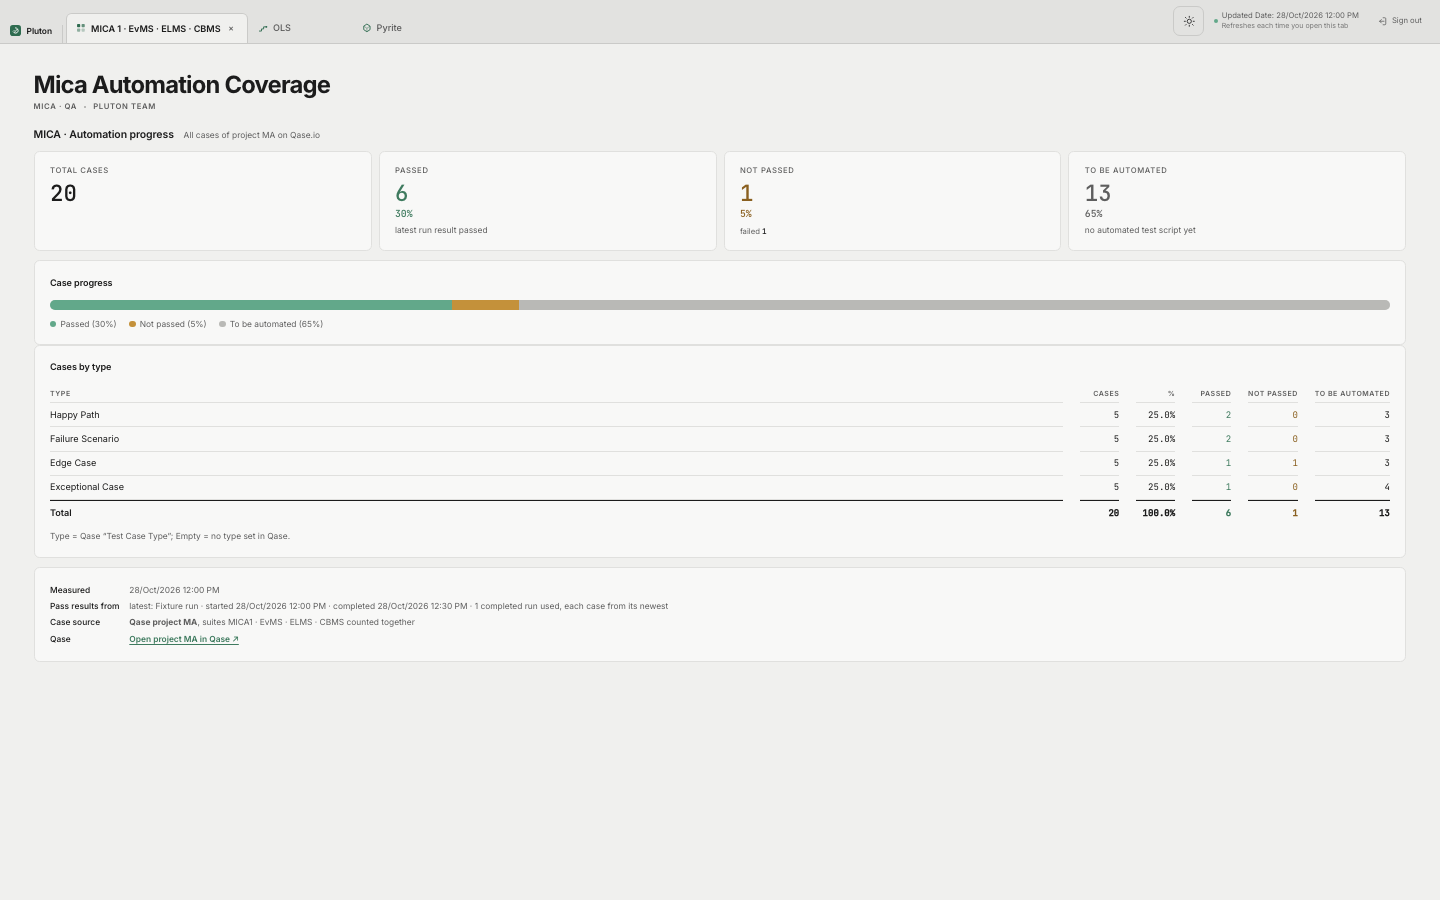 Pluton
MICA 1 · EvMS · ELMS · CBMS ×
OLS
Pyrite
Updated Date: 28/Oct/2026 12:00 PM
Refreshes each time you open this tab
Sign out
Mica Automation Coverage
MICA · QA · PLUTON TEAM
MICA · Automation progress All cases of project MA on Qase.io
TOTAL CASES
20
PASSED
6
30%
latest run result passed
NOT PASSED
1
5%
failed 1
TO BE AUTOMATED
13
65%
no automated test script yet
Case progress
Passed (30%) Not passed (5%) To be automated (65%)
Cases by type
TYPE CASES % PASSED NOT PASSED TO BE AUTOMATED
Happy Path 5 25.0% 2 0 3
Failure Scenario 5 25.0% 2 0 3
Edge Case 5 25.0% 1 1 3
Exceptional Case 5 25.0% 1 0 4
Total 20 100.0% 6 1 13
Type = Qase “Test Case Type”; Empty = no type set in Qase.
Measured 28/Oct/2026 12:00 PM
Pass results from latest: Fixture run · started 28/Oct/2026 12:00 PM · completed 28/Oct/2026 12:30 PM · 1 completed run used, each case from its newest
Case source Qase project MA, suites MICA1 · EvMS · ELMS · CBMS counted together
Qase Open project MA in Qase ↗